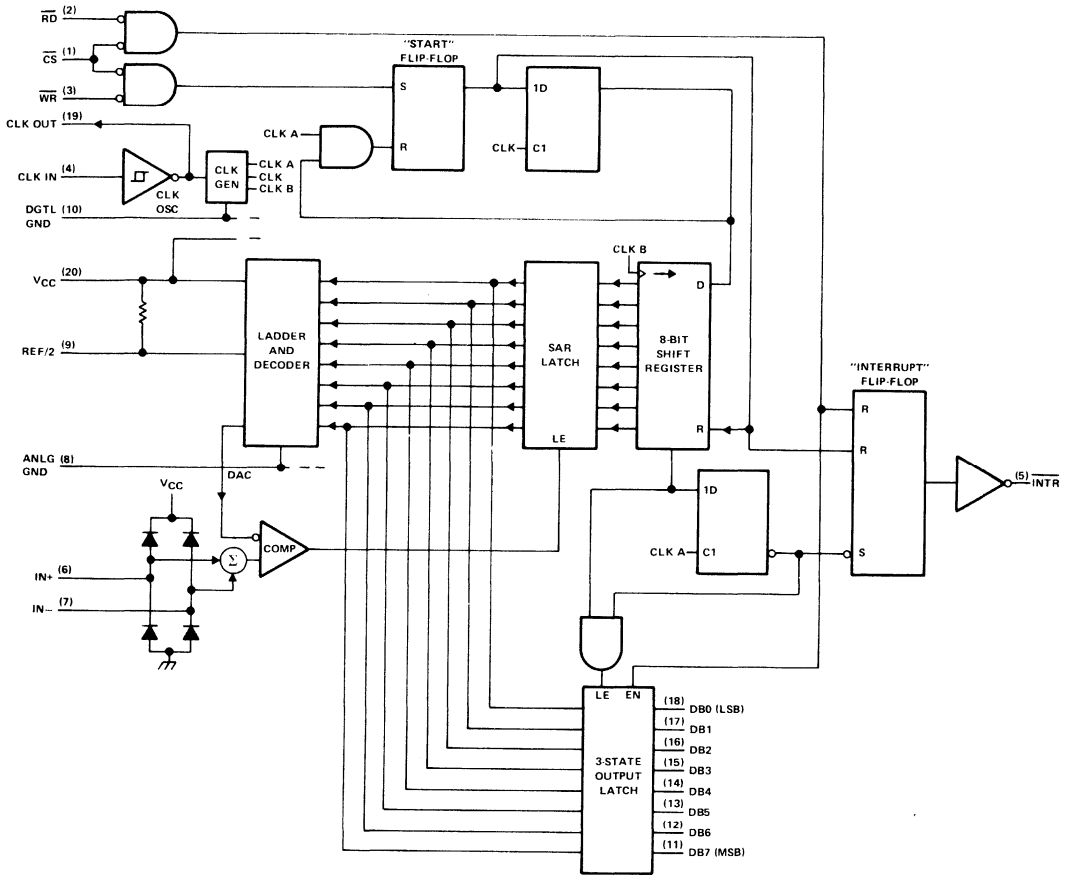 RD (2)
CS (1)
WR (3)
CLK OUT (19)
CLK IN (4)
CLK
OSC
CLK
GEN
CLK A
CLK
CLK B
DGTL (10)
GND
"START"
FLIP-FLOP
S
R
CLK A
1D
CLK
C1
VCC (20)
REF/2 (9)
LADDER
AND
DECODER
ANLG (8)
GND
DAC
SAR
LATCH
LE
CLK B
D
8-BIT
SHIFT
REGISTER
R
"INTERRUPT"
FLIP-FLOP
R
R
S
(5) INTR
1D
CLK A
C1
VCC
COMP
Σ
IN+ (6)
IN– (7)
LE EN
3-STATE
OUTPUT
LATCH
(18) DB0 (LSB)
(17) DB1
(16) DB2
(15) DB3
(14) DB4
(13) DB5
(12) DB6
(11) DB7 (MSB)